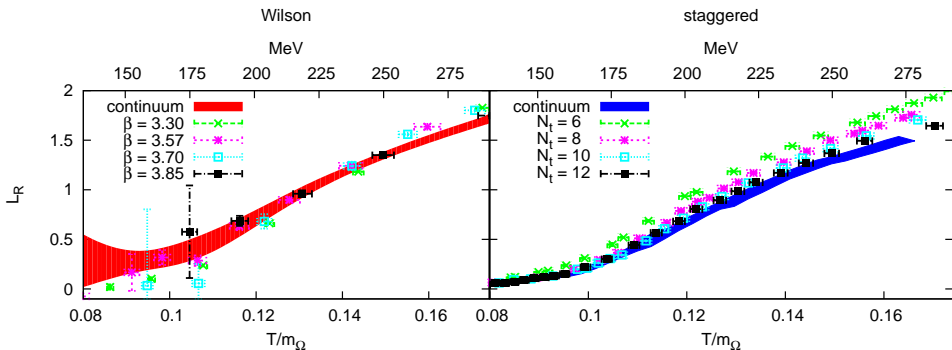 Wilson
staggered
MeV
MeV
150 175 200 225 250 275
150 175 200 225 250 275
L_R
2
1.5
1
0.5
0
continuum
β = 3.30
β = 3.57
β = 3.70
β = 3.85
continuum
N_t = 6
N_t = 8
N_t = 10
N_t = 12
0.08 0.1 0.12 0.14 0.16 0.08
0.1 0.12 0.14 0.16
T/m_Ω
T/m_Ω